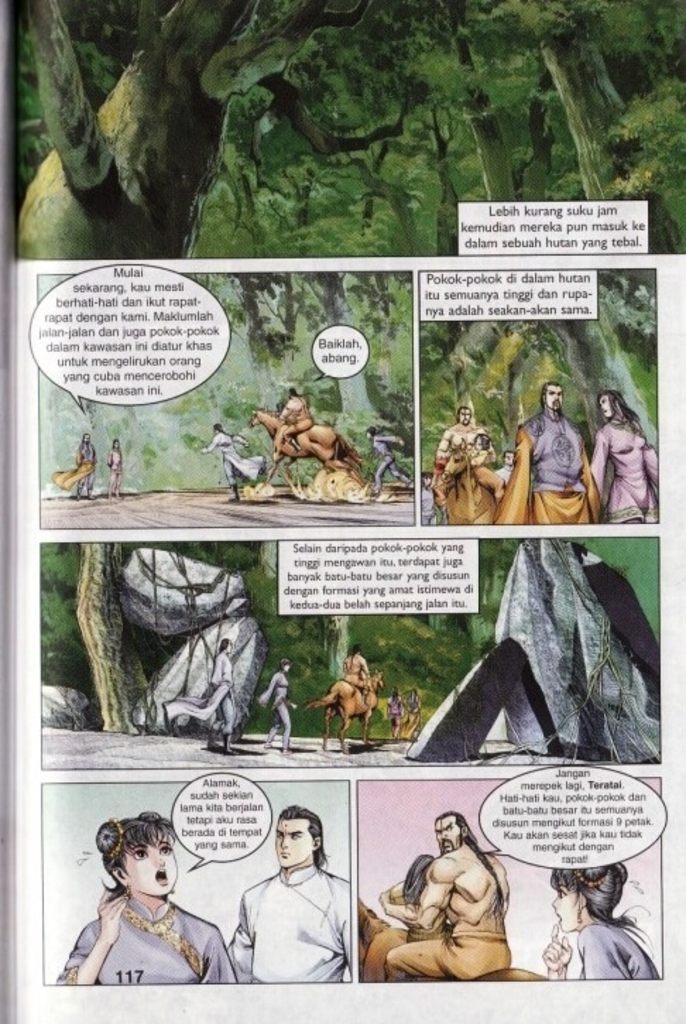 Lebih kurang suku jam
kemudian mereka pun masuk ke
dalam sebuah hutan yang tebal.
Mulai
sekarang, kau mesti
berhati-hati dan ikut rapat-
rapat dengan kami. Maklumlah
jalan-jalan dan juga pokok-pokok
dalam kawasan ini diatur khas
untuk mengelirukan orang
yang cuba mencerobohi
kawasan ini.
Baiklah,
abang.
Pokok-pokok di dalam hutan
itu semuanya tinggi dan rupa-
nya adalah seakan-akan sama.
Selain daripada pokok-pokok yang
tinggi mengawan itu, terdapat juga
banyak batu-batu besar yang disusun
dengan formasi yang amat istimewa di
kedua-dua belah sepanjang jalan itu.
Alamak,
sudah sekian
lama kita berjalan
tetapi aku rasa
berada di tempat
yang sama.
Jangan
merepek lagi, Teratai.
Hati-hati kau, pokok-pokok dan
batu-batu besar itu semuanya
disusun mengikut formasi 9 petak.
Kau akan sesat jika kau tidak
mengikut dengan
rapat!
117